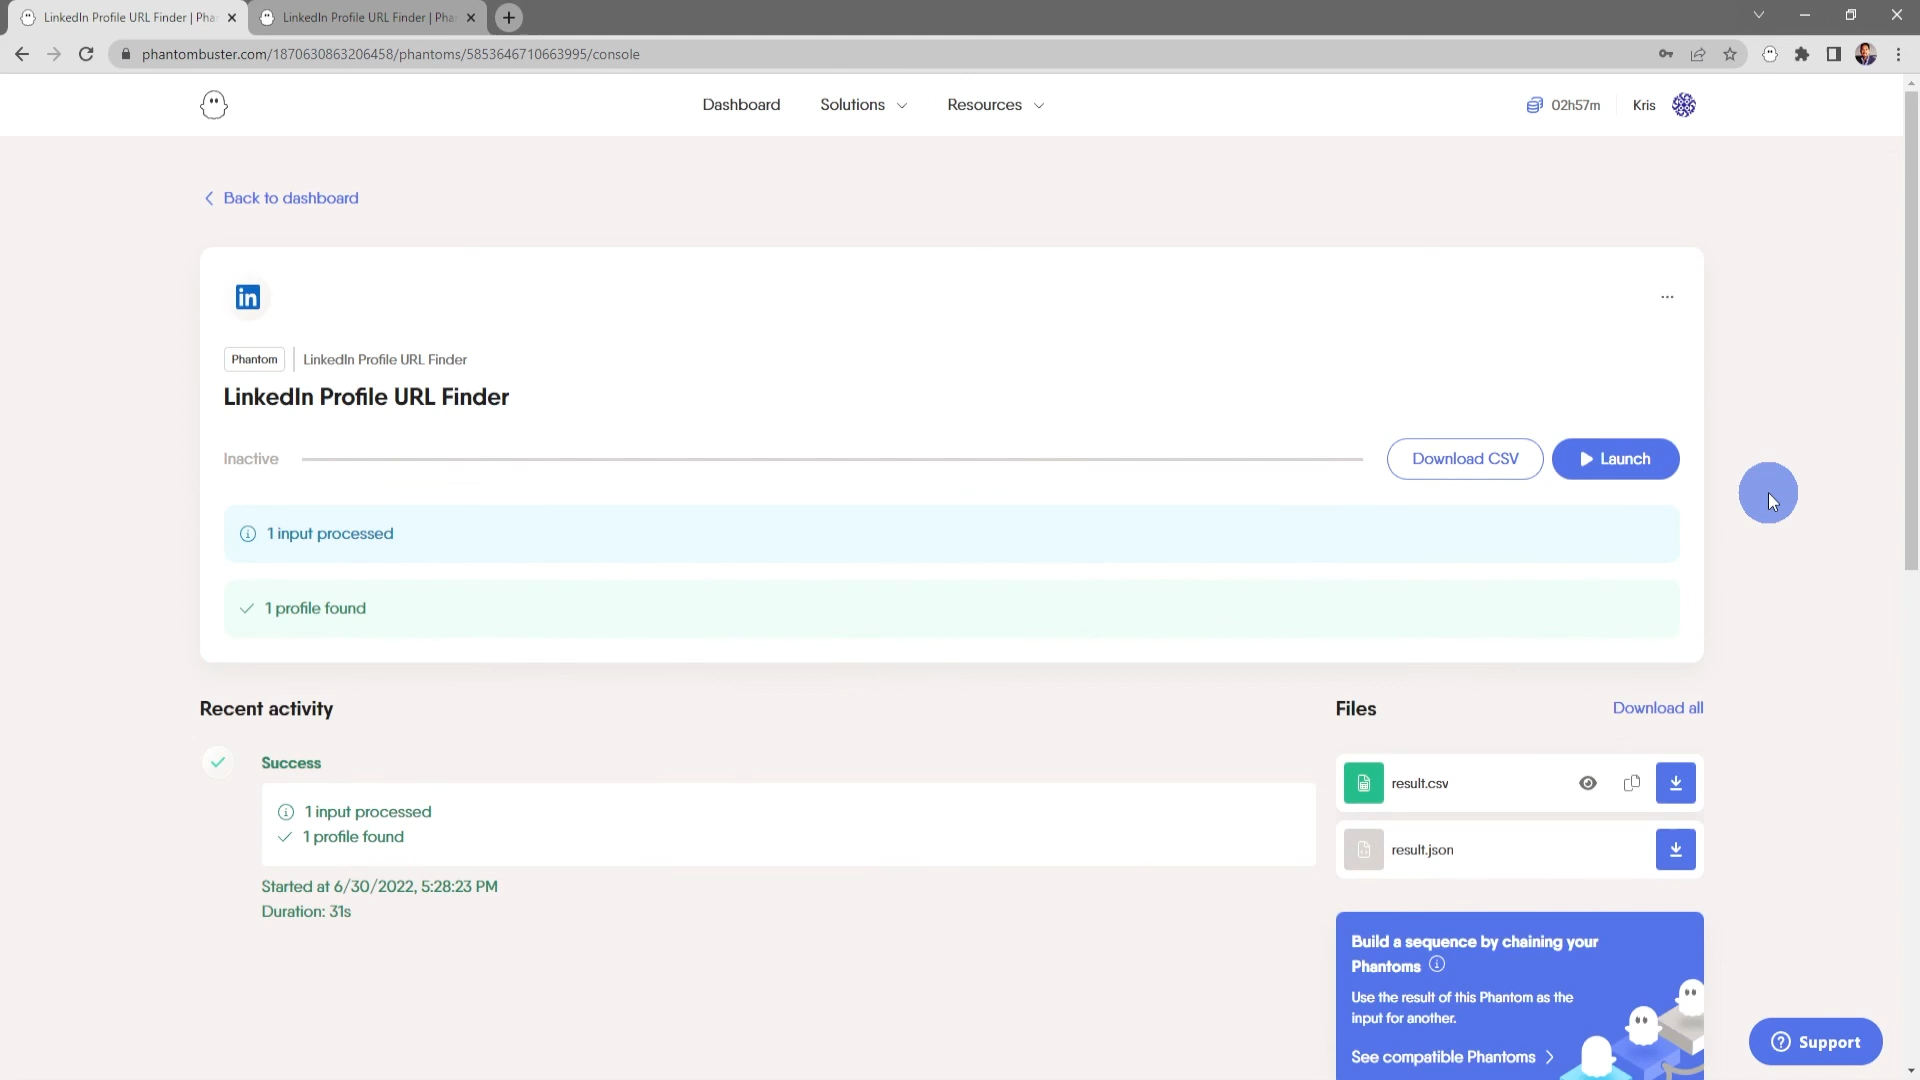 LinkedIn Profile URL Finder | Pha
LinkedIn Profile URL Finder | Pha
phantombuster.com/1870630863206458/phantoms/5853646710663995/console
Dashboard
Solutions
Resources
02h57m
Kris
Back to dashboard
in
Phantom
LinkedIn Profile URL Finder
LinkedIn Profile URL Finder
Inactive
Download CSV
Launch
1 input processed
1 profile found
Recent activity
Files
Download all
Success
1 input processed
1 profile found
Started at 6/30/2022, 5:28:23 PM
Duration: 31s
result.csv
result.json
Build a sequence by chaining your
Phantoms
Use the result of this Phantom as the
input for another.
See compatible Phantoms
Support